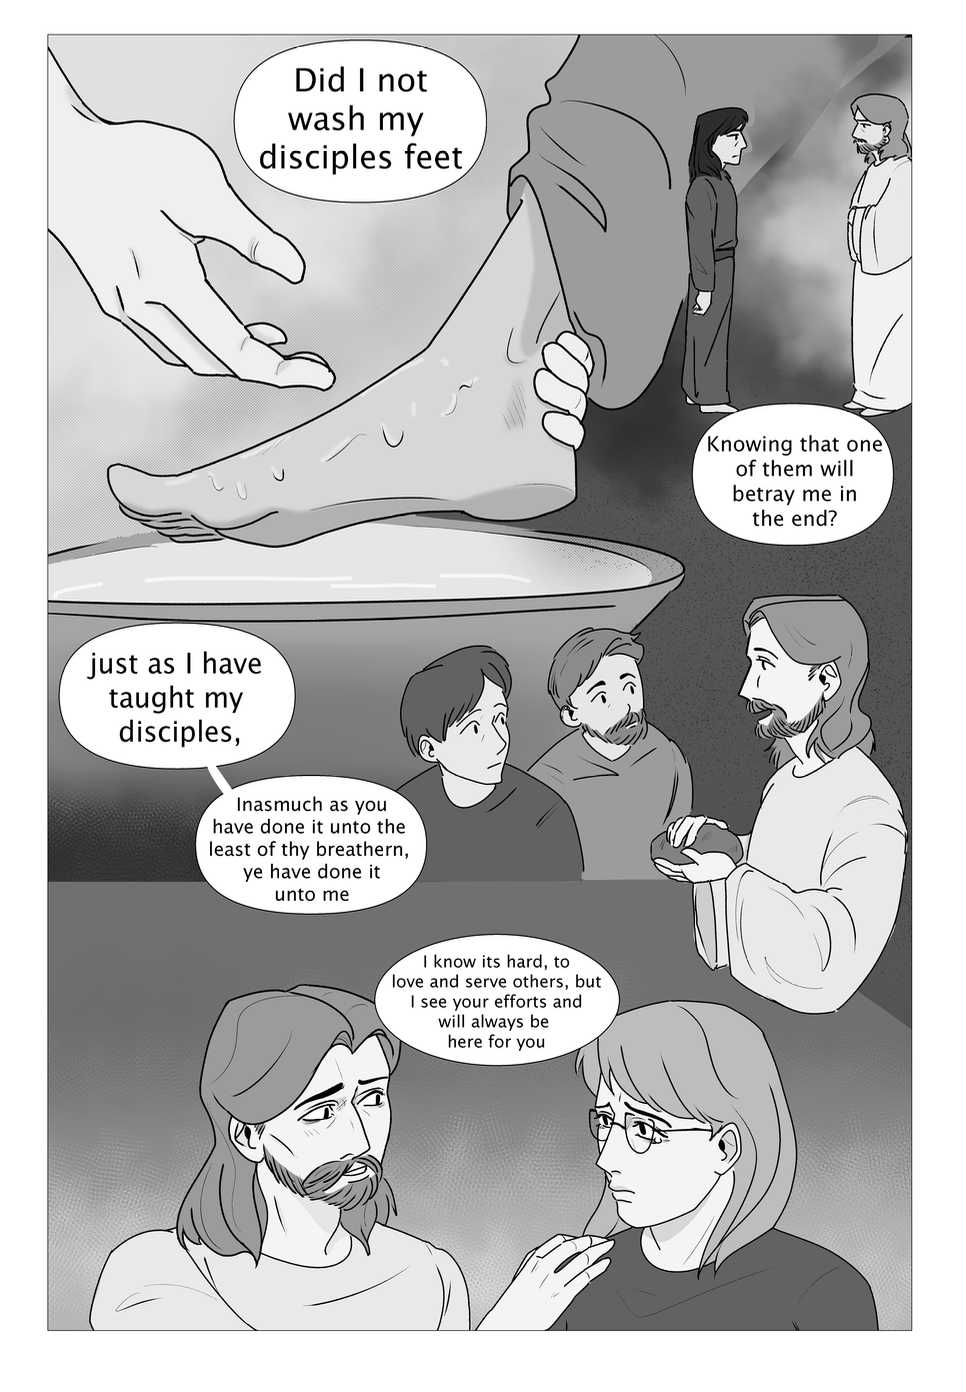 Did I not
wash my
disciples feet
Knowing that one
of them will
betray me in
the end?
just as I have
taught my
disciples,
Inasmuch as you
have done it unto the
least of thy breathern,
ye have done it
unto me
I know its hard, to
love and serve others, but
I see your efforts and
will always be
here for you